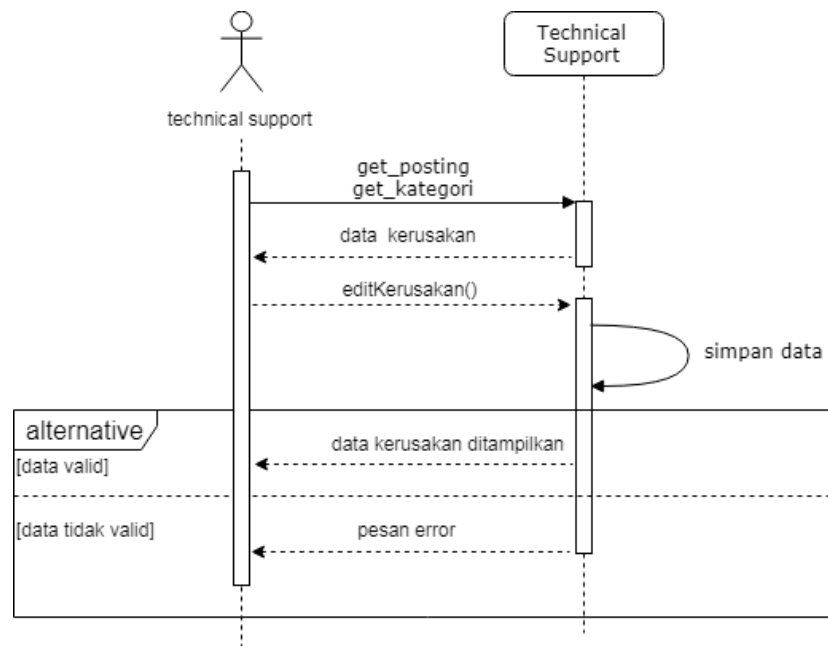 Technical
Support
technical support
get_posting
get_kategori
data kerusakan
editKerusakan()
simpan data
alternative
data kerusakan ditampilkan
[data valid]
[data tidak valid]
pesan error